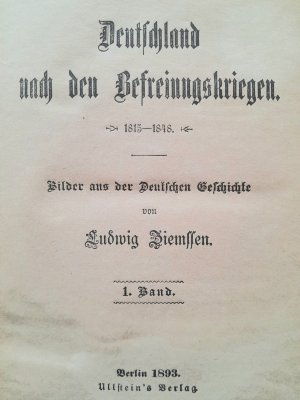 Deutschland
nach den Befreiungskriegen.
1815—1848.
Bilder aus der Deutschen Geschichte
von
Ludwig Ziemssen.
1. Band.
Berlin 1893.
Ullstein's Verlag